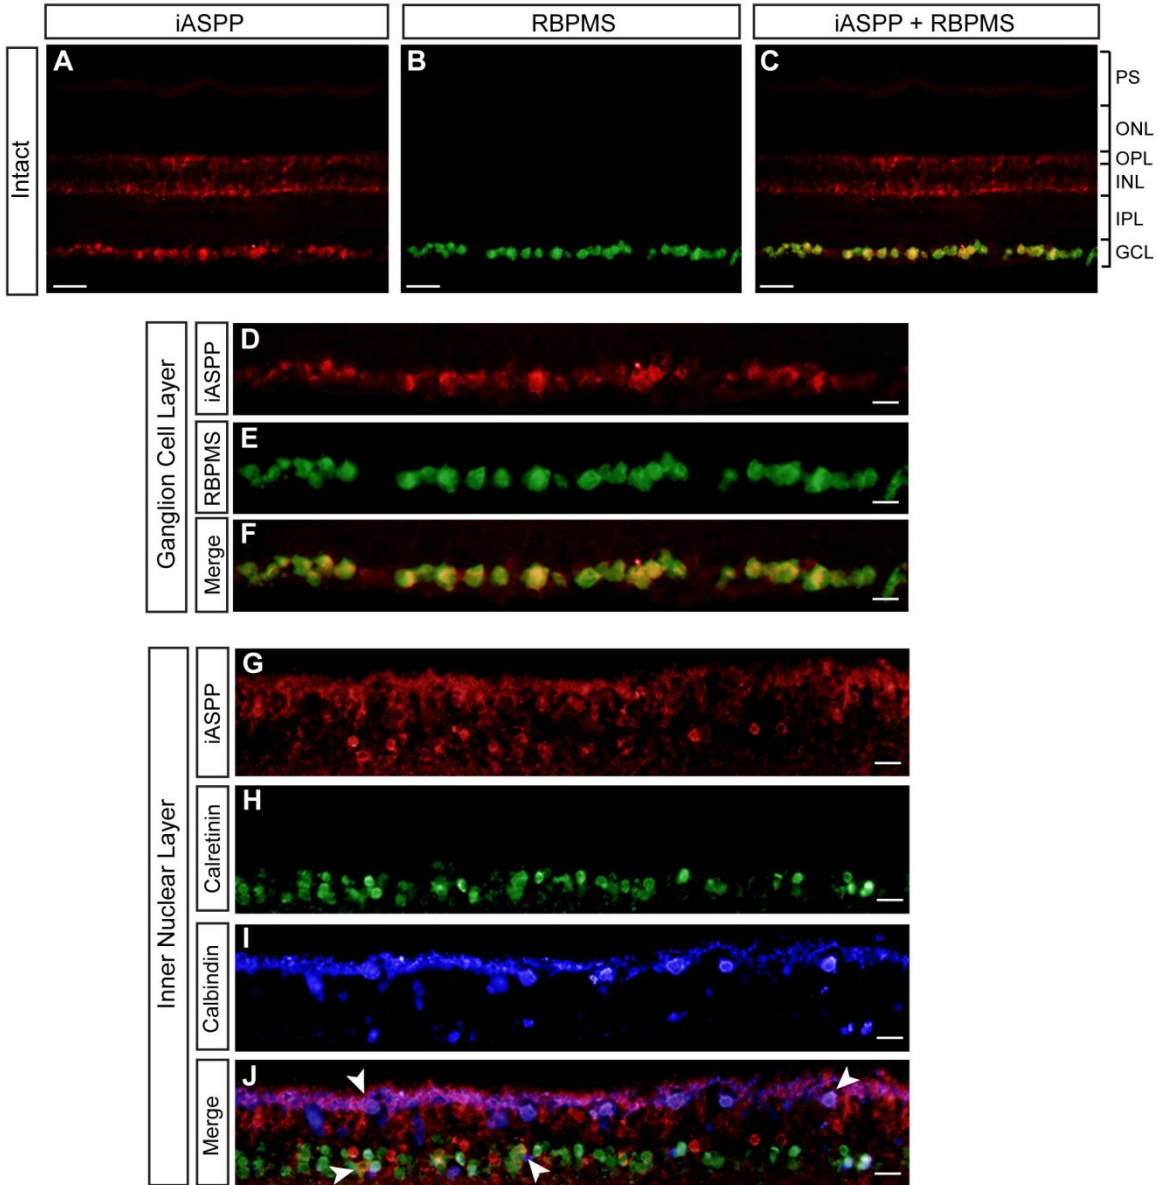 iASPP
RBPMS
iASPP + RBPMS
Intact
A
B
C
PS
ONL
OPL
INL
IPL
GCL
Ganglion Cell Layer
iASPP
D
RBPMS
E
Merge
F
Inner Nuclear Layer
iASPP
G
Calretinin
H
Calbindin
I
Merge
J